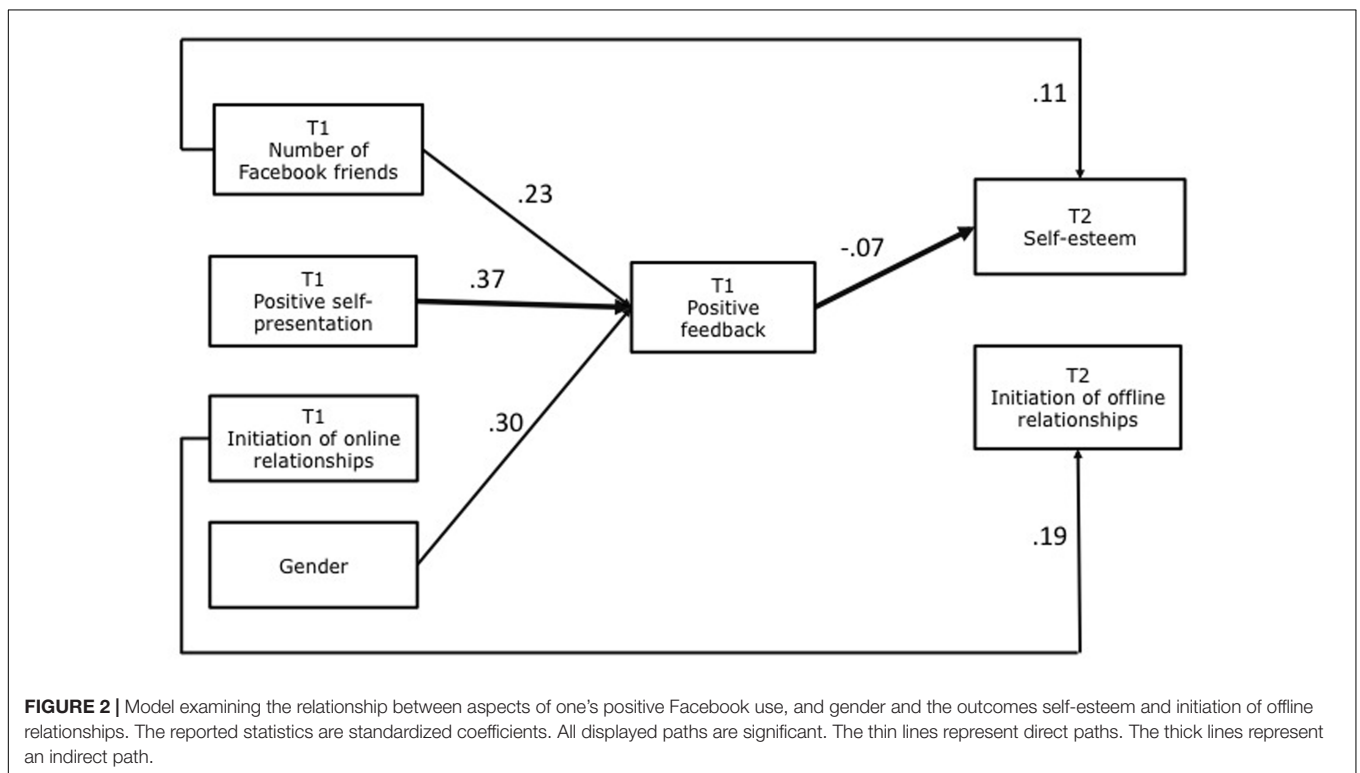 .11
T1
Number of
Facebook friends
.23
T2
Self-esteem
-.07
T1
Positive self-
presentation
.37
T1
Positive
feedback
T2
Initiation of offline
relationships
T1
Initiation of online
relationships
.30
Gender
.19
FIGURE 2 | Model examining the relationship between aspects of one’s positive Facebook use, and gender and the outcomes self-esteem and initiation of offline
relationships. The reported statistics are standardized coefficients. All displayed paths are significant. The thin lines represent direct paths. The thick lines represent
an indirect path.